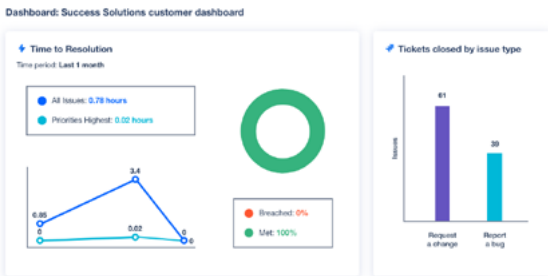 Dashboard: Success Solutions customer dashboard
Time to Resolution
Time period: Last 1 month
All Issues: 0.78 hours
Priorities Highest: 0.02 hours
0.85
0
3.4
0.02
0
0
Breached: 0%
Met: 100%
Tickets closed by issue type
Issues
61
39
Request
a change
Report
a bug